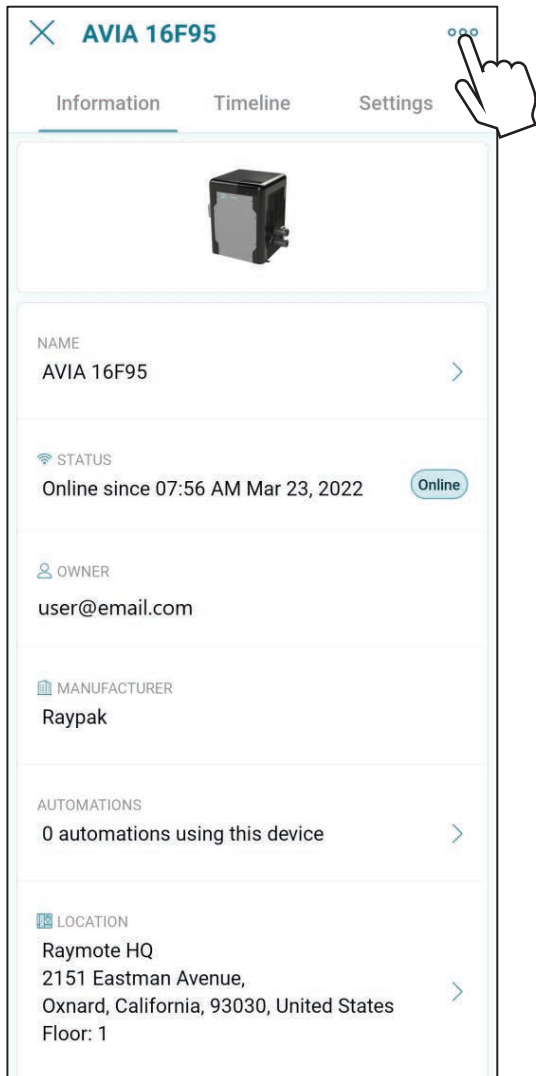 AVIA 16F95
Information Timeline Settings
NAME
AVIA 16F95
STATUS
Online since 07:56 AM Mar 23, 2022 Online
OWNER
user@email.com
MANUFACTURER
Raypak
AUTOMATIONS
0 automations using this device
LOCATION
Raymote HQ
2151 Eastman Avenue,
Oxnard, California, 93030, United States
Floor: 1